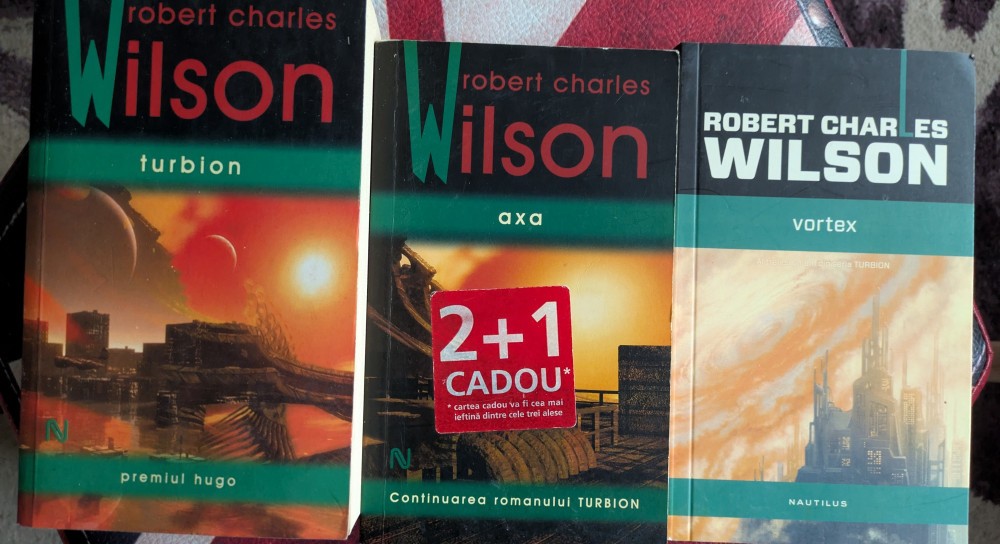 robert charles
Wilson
turbion
N
premiul hugo
robert charles
Wilson
axa
2+1
CADOU*
* cartea cadou va fi cea mai
ieftină dintre cele trei alese
N
Continuarea romanului TURBION
ROBERT CHARLES
WILSON
vortex
TURBION
NAUTILUS